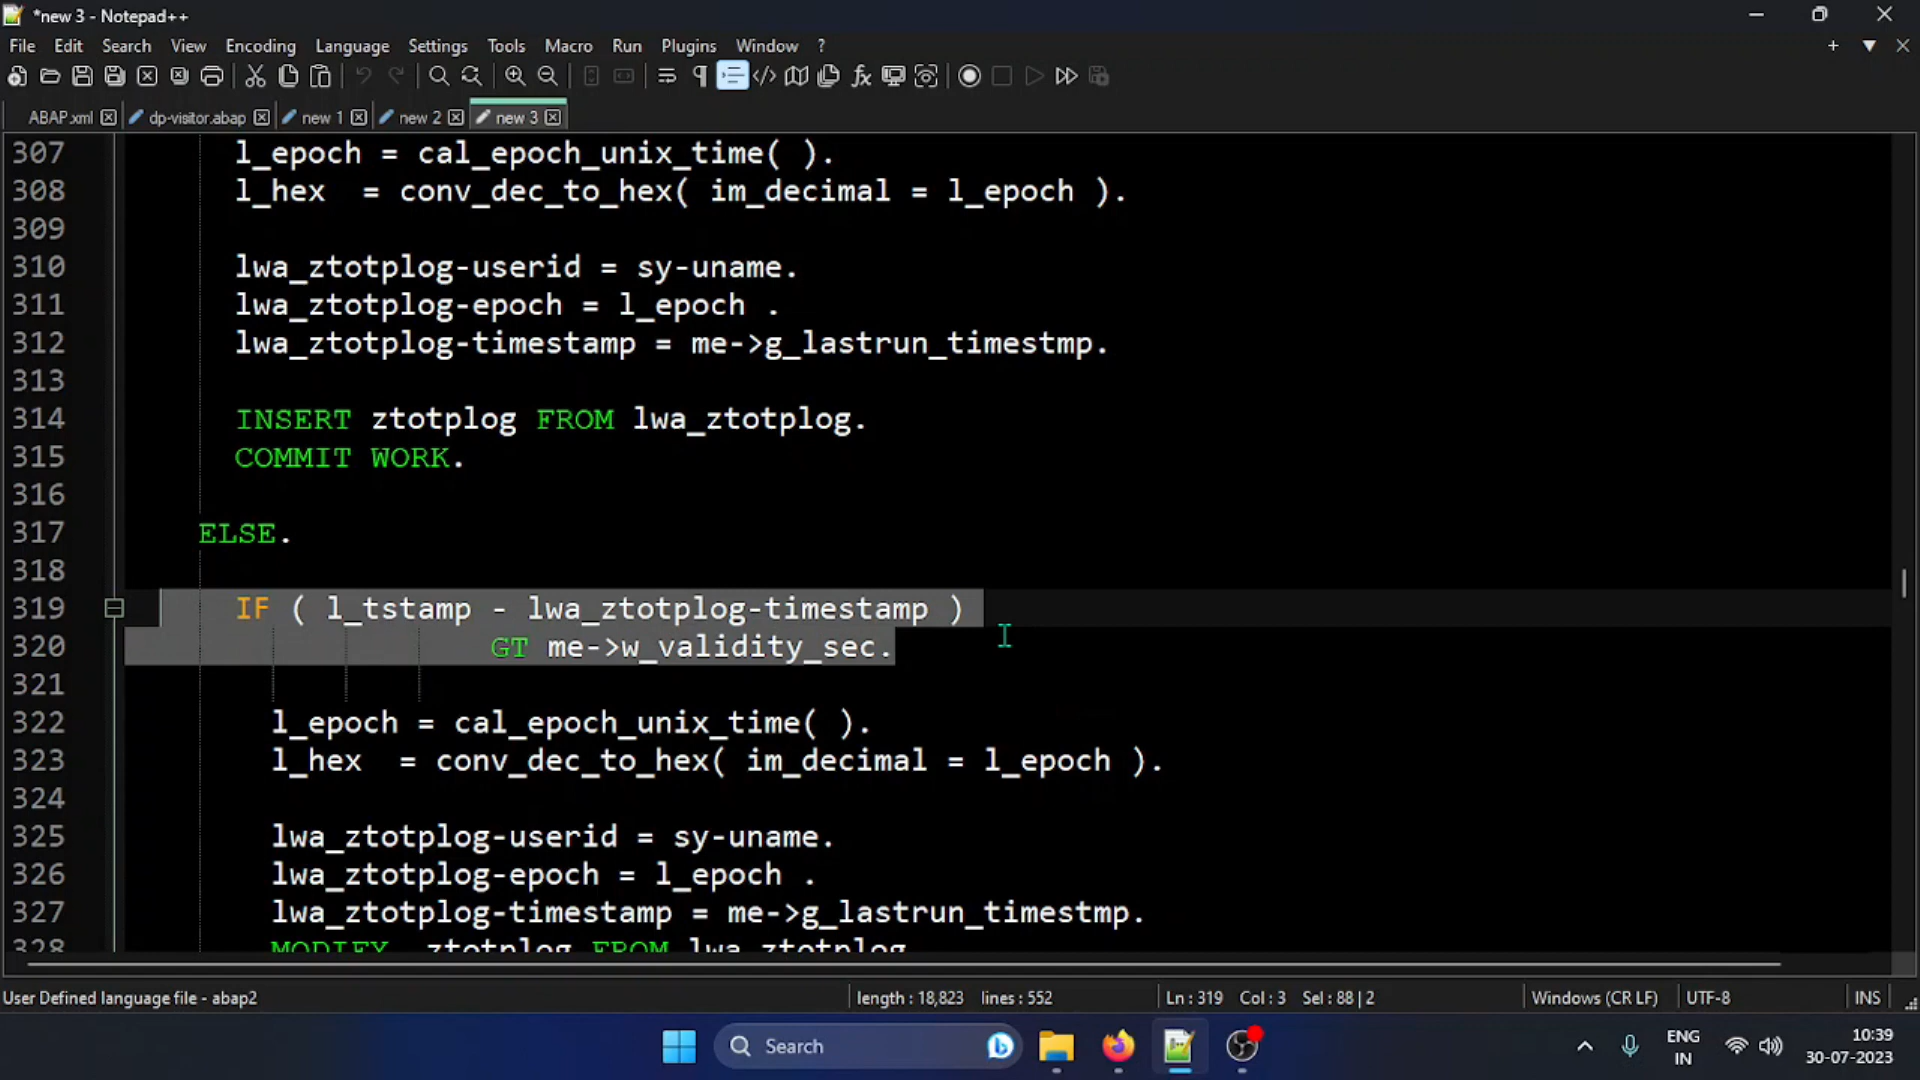 *new 3 - Notepad++
File Edit Search View Encoding Language Settings Tools Macro Run Plugins Window ?
ABAP.xml dp-visitor.abap new 1 new 2 new 3
307 l_epoch = cal_epoch_unix_time( ).
308 l_hex  = conv_dec_to_hex( im_decimal = l_epoch ).
309
310 lwa_ztotplog-userid = sy-uname.
311 lwa_ztotplog-epoch = l_epoch .
312 lwa_ztotplog-timestamp = me->g_lastrun_timestmp.
313
314 INSERT ztotplog FROM lwa_ztotplog.
315 COMMIT WORK.
316
317 ELSE.
318
319 IF ( l_tstamp - lwa_ztotplog-timestamp )
320 GT me->w_validity_sec.
321
322 l_epoch = cal_epoch_unix_time( ).
323 l_hex  = conv_dec_to_hex( im_decimal = l_epoch ).
324
325 lwa_ztotplog-userid = sy-uname.
326 lwa_ztotplog-epoch = l_epoch .
327 lwa_ztotplog-timestamp = me->g_lastrun_timestmp.
328 MODIFY  ztotplog FROM lwa_ztotplog
User Defined language file - abap2 length : 18,823 lines : 552 Ln : 319 Col : 3 Sel : 88 | 2 Windows (CR LF) UTF-8 INS
Search
ENG
IN
10:39
30-07-2023